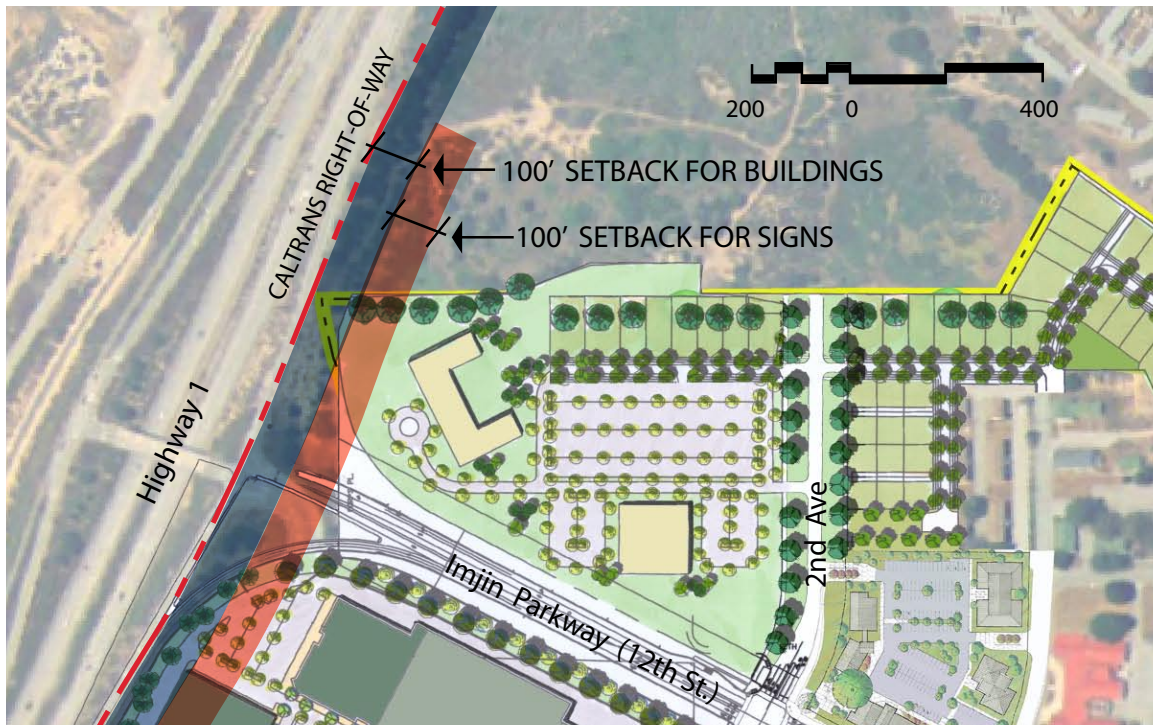 200 0 400
CALTRANS RIGHT-OF-WAY
100' SETBACK FOR BUILDINGS
100' SETBACK FOR SIGNS
Highway 1
2nd Ave
Imjin Parkway (12th St.)